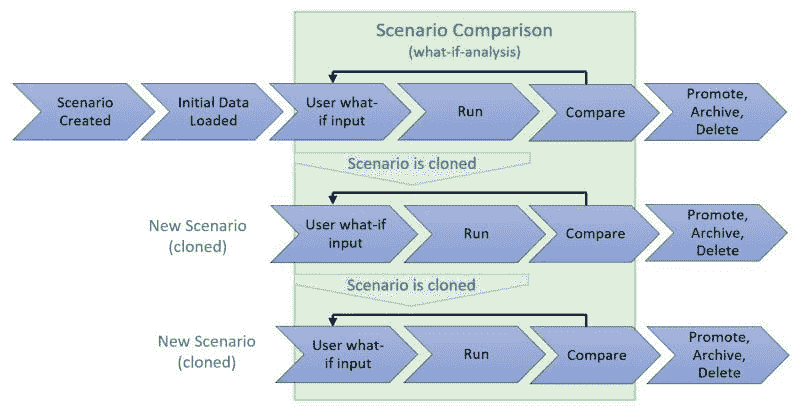 Scenario Comparison
(what-if-analysis)
Scenario
Created
Initial Data
Loaded
User what-
if input
Run
Compare
Promote,
Archive,
Delete
Scenario is cloned
New Scenario
(cloned)
User what-if
input
Run
Compare
Promote,
Archive,
Delete
Scenario is cloned
New Scenario
(cloned)
User what-
if input
Run
Compare
Promote,
Archive,
Delete